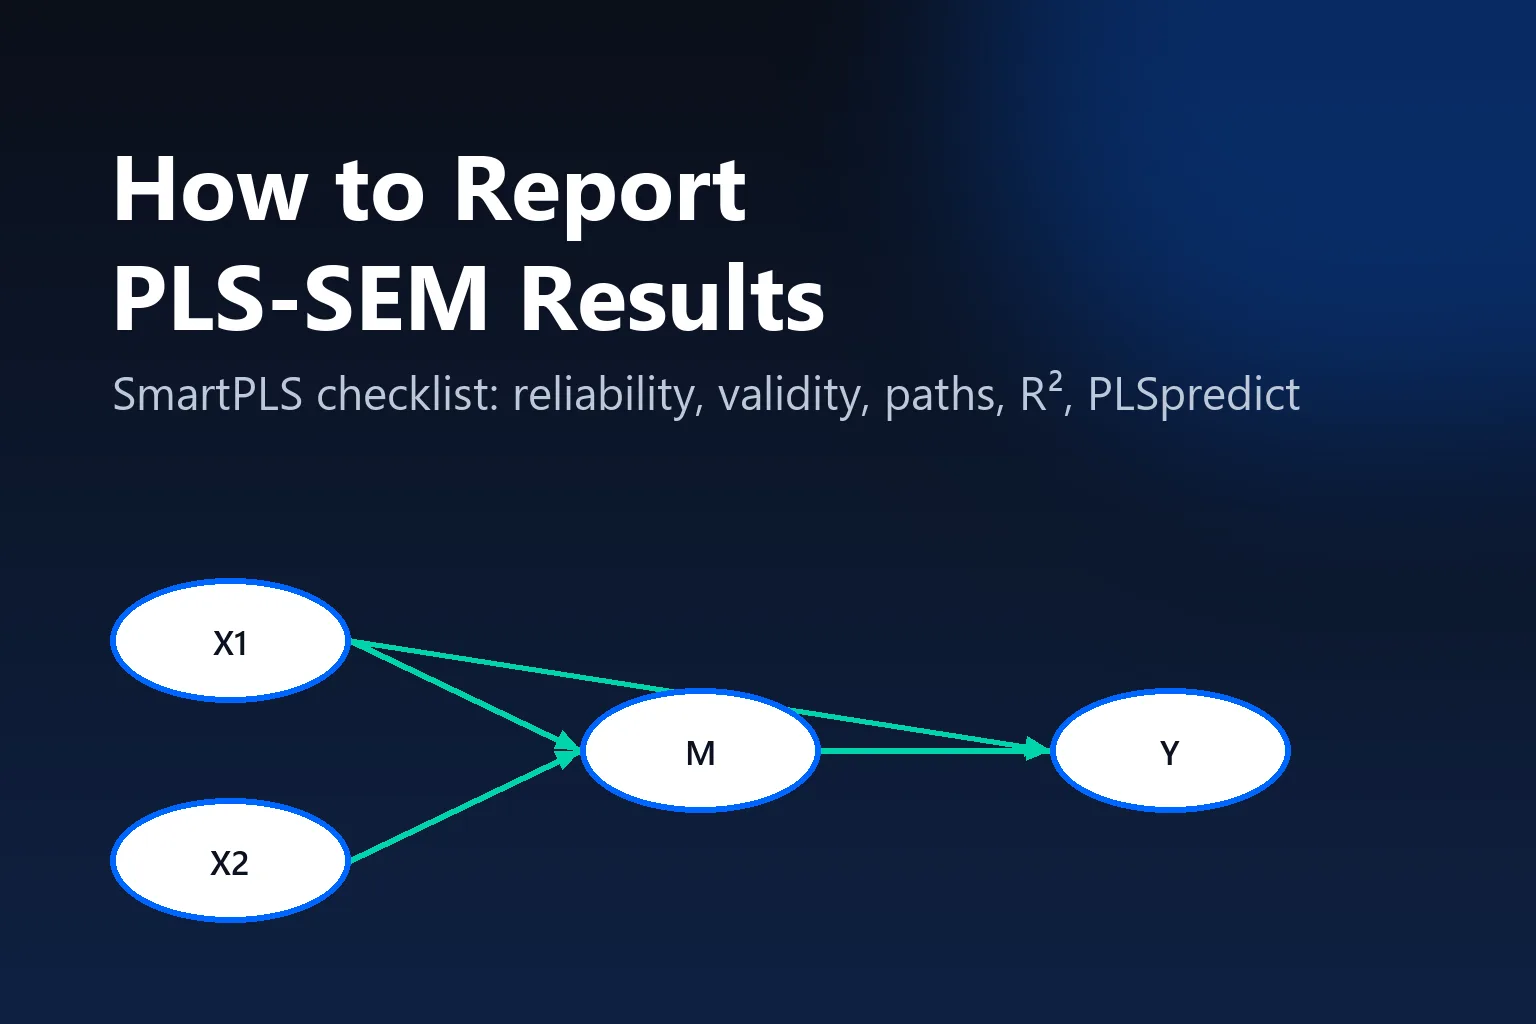 How to Report
PLS-SEM Results
SmartPLS checklist: reliability, validity, paths, R², PLSpredict
X1
M
Y
X2